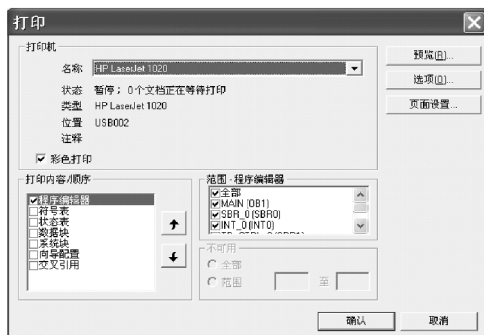 打印
打印机
名称: HP LaserJet 1020
状态 暂停; 0个文档正在等待打印
类型 HP LaserJet 1020
位置 USB002
注释
彩色打印
预览(R)...
选项(O)...
页面设置...
打印内容/顺序
程序编辑器
符号表
状态表
数据块
系统块
向导配置
交叉引用
范围 - 程序编辑器
全部
MAIN (OB1)
SBR_0 (SBR0)
INT_0 (INT0)
不可用
全部
范围 至
确认 取消